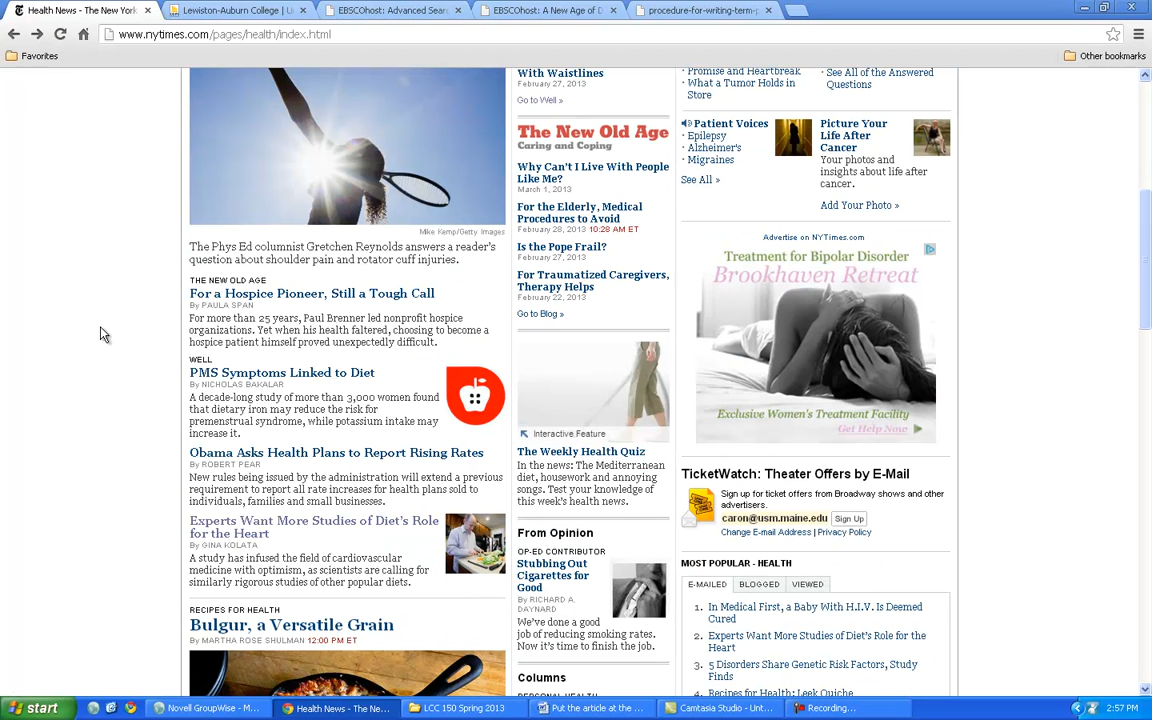 Health News - The New York
Lewiston-Auburn College | U
EBSCOhost: Advanced Sear
EBSCOhost: A New Age of D
procedure-for-writing-term-p
www.nytimes.com/pages/health/index.html
Favorites
Other bookmarks
Mike Kemp/Getty Images
The Phys Ed columnist Gretchen Reynolds answers a reader's
question about shoulder pain and rotator cuff injuries.
THE NEW OLD AGE
For a Hospice Pioneer, Still a Tough Call
By PAULA SPAN
For more than 25 years, Paul Brenner led nonprofit hospice
organizations. Yet when his health faltered, choosing to become a
hospice patient himself proved unexpectedly difficult.
WELL
PMS Symptoms Linked to Diet
By NICHOLAS BAKALAR
A decade-long study of more than 3,000 women found
that dietary iron may reduce the risk for
premenstrual syndrome, while potassium intake may
increase it.
Obama Asks Health Plans to Report Rising Rates
By ROBERT PEAR
New rules being issued by the administration will extend a previous
requirement to report all rate increases for health plans sold to
individuals, families and small businesses.
Experts Want More Studies of Diet's Role
for the Heart
By GINA KOLATA
A study has infused the field of cardiovascular
medicine with optimism, as scientists are calling for
similarly rigorous studies of other popular diets.
RECIPES FOR HEALTH
Bulgur, a Versatile Grain
By MARTHA ROSE SHULMAN 12:00 PM ET
With Waistlines
February 27, 2013
Go to Well »
The New Old Age
Caring and Coping
Why Can't I Live With People
Like Me?
March 1, 2013
For the Elderly, Medical
Procedures to Avoid
February 28, 2013 10:28 AM ET
Is the Pope Frail?
February 27, 2013
For Traumatized Caregivers,
Therapy Helps
February 22, 2013
Go to Blog »
Interactive Feature
The Weekly Health Quiz
In the news: The Mediterranean
diet, housework and annoying
songs. Test your knowledge of
this week's health news.
From Opinion
OP-ED CONTRIBUTOR
Stubbing Out
Cigarettes for
Good
By RICHARD A.
DAYNARD
We've done a good
job of reducing smoking rates.
Now it's time to finish the job.
Columns
Promise and Heartbreak
What a Tumor Holds in
Store
See All of the Answered
Questions
Patient Voices
Epilepsy
Alzheimer's
Migraines
See All »
Picture Your
Life After
Cancer
Your photos and
insights about life after
cancer.
Add Your Photo »
Advertise on NYTimes.com
Treatment for Bipolar Disorder
Brookhaven Retreat
Exclusive Women's Treatment Facility
Get Help Now
TicketWatch: Theater Offers by E-Mail
Sign up for ticket offers from Broadway shows and other
advertisers.
caron@usm.maine.edu Sign Up
Change E-mail Address | Privacy Policy
MOST POPULAR - HEALTH
E-MAILED BLOGGED VIEWED
1. In Medical First, a Baby With H.I.V. Is Deemed
Cured
2. Experts Want More Studies of Diet's Role for the
Heart
3. 5 Disorders Share Genetic Risk Factors, Study
Finds
4. Recipes for Health: Leek Quiche
start
Novell GroupWise - M...
Health News - The Ne...
LCC 150 Spring 2013
Put the article at the ...
Camtasia Studio - Unt...
Recording...
2:57 PM